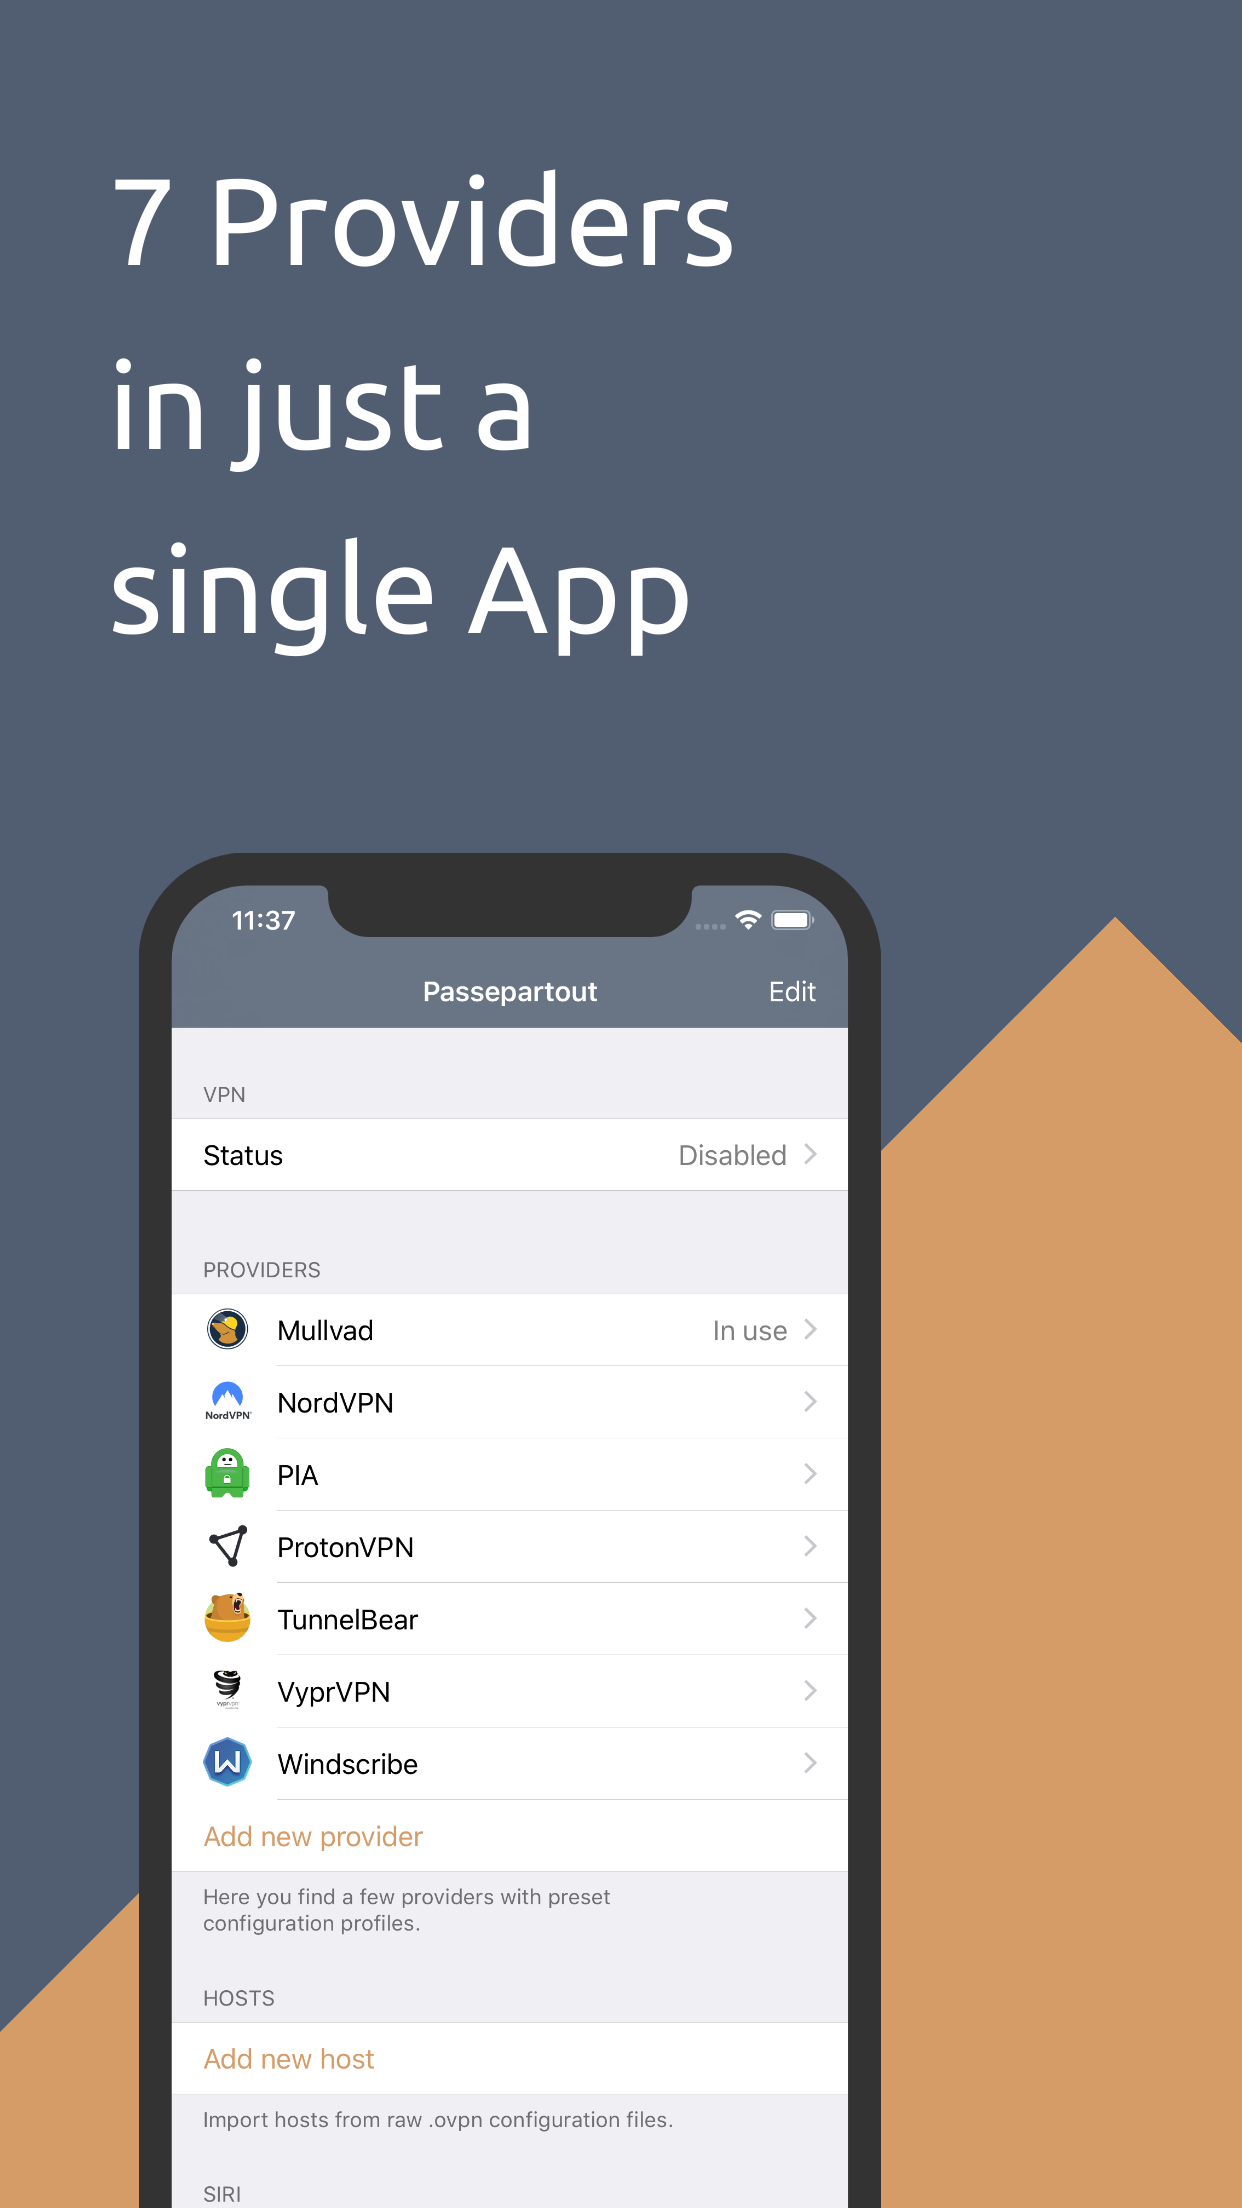 7 Providers
in just a
single App
11:37
Passepartout
Edit
VPN
Status
Disabled
PROVIDERS
Mullvad
In use
NordVPN
NordVPN
PIA
ProtonVPN
TunnelBear
VyprVPN
VyprVPN
Windscribe
Add new provider
Here you find a few providers with preset
configuration profiles.
HOSTS
Add new host
Import hosts from raw .ovpn configuration files.
SIRI